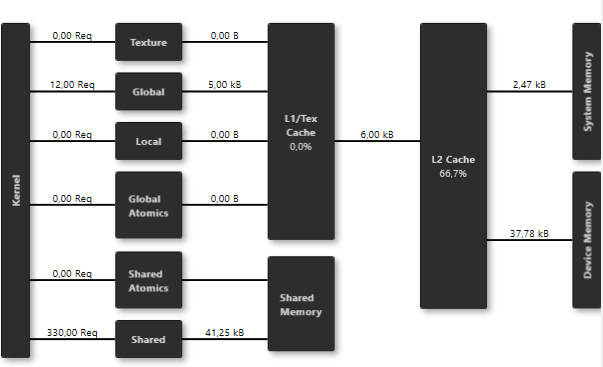 0,00 Req
Texture
0,00 B
12,00 Req
Global
5,00 kB
0,00 Req
Local
0,00 B
0,00 Req
Global
Atomics
0,00 B
0,00 Req
Shared
Atomics
330,00 Req
Shared
41,25 kB
Kernel
L1/Tex
Cache
0,0%
6,00 kB
Shared
Memory
L2 Cache
66,7%
2,47 kB
System Memory
37,78 kB
Device Memory